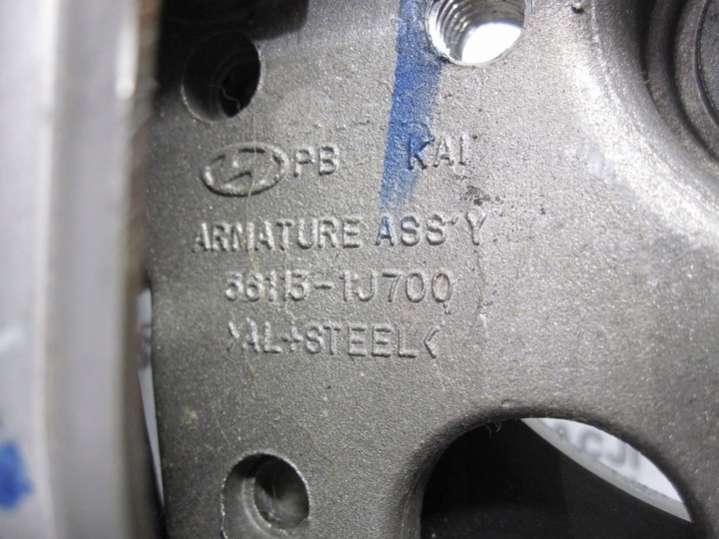 PB KAI
ARMATURE ASS'Y
56113-1J700
>AL+STEEL<